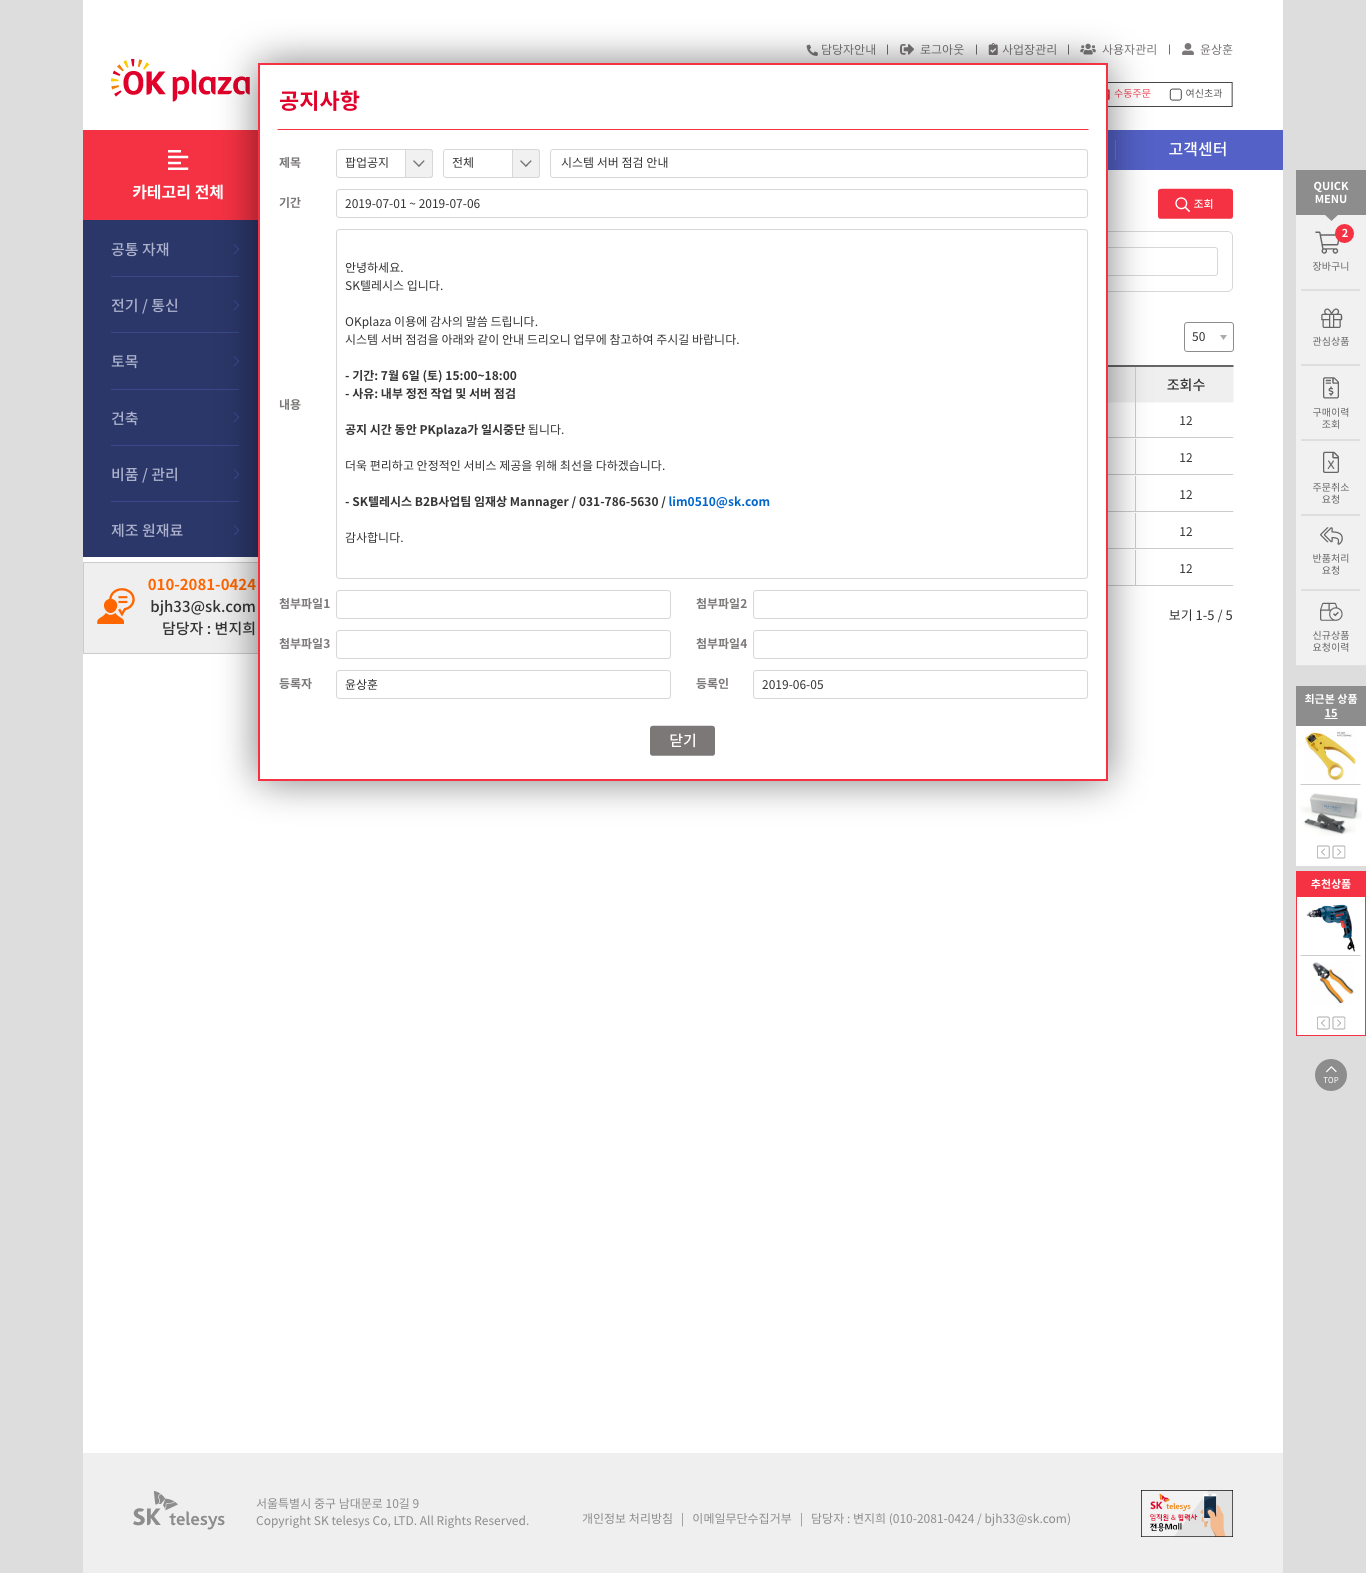 담당자안내 | 로그아웃 | 사업장관리 | 사용자관리 | 윤상훈
OK plaza
수동주문 여신초과
카테고리 전체
고객센터
공통 자재
전기 / 통신
토목
건축
비품 / 관리
제조 원재료
010-2081-0424
bjh33@sk.com
담당자 : 변지희
공지사항
제목 팝업공지 전체 시스템 서버 점검 안내
기간 2019-07-01 ~ 2019-07-06
내용
안녕하세요.
SK텔레시스 입니다.
OKplaza 이용에 감사의 말씀 드립니다.
시스템 서버 점검을 아래와 같이 안내 드리오니 업무에 참고하여 주시길 바랍니다.
- 기간: 7월 6일 (토) 15:00~18:00
- 사유: 내부 정전 작업 및 서버 점검
공지 시간 동안 PKplaza가 일시중단 됩니다.
더욱 편리하고 안정적인 서비스 제공을 위해 최선을 다하겠습니다.
- SK텔레시스 B2B사업팀 임재상 Mannager / 031-786-5630 / lim0510@sk.com
감사합니다.
첨부파일1 첨부파일2
첨부파일3 첨부파일4
등록자 윤상훈 등록인 2019-06-05
닫기
조회
50
조회수
12
12
12
12
12
보기 1-5 / 5
QUICK
MENU
2
장바구니
관심상품
구매이력
조회
주문취소
요청
반품처리
요청
신규상품
요청이력
최근본 상품
15
추천상품
TOP
SK telesys
서울특별시 중구 남대문로 10길 9
Copyright SK telesys Co, LTD. All Rights Reserved.
개인정보 처리방침 | 이메일무단수집거부 | 담당자 : 변지희 (010-2081-0424 / bjh33@sk.com)
SK telesys
임직원 & 협력사
전용Mall